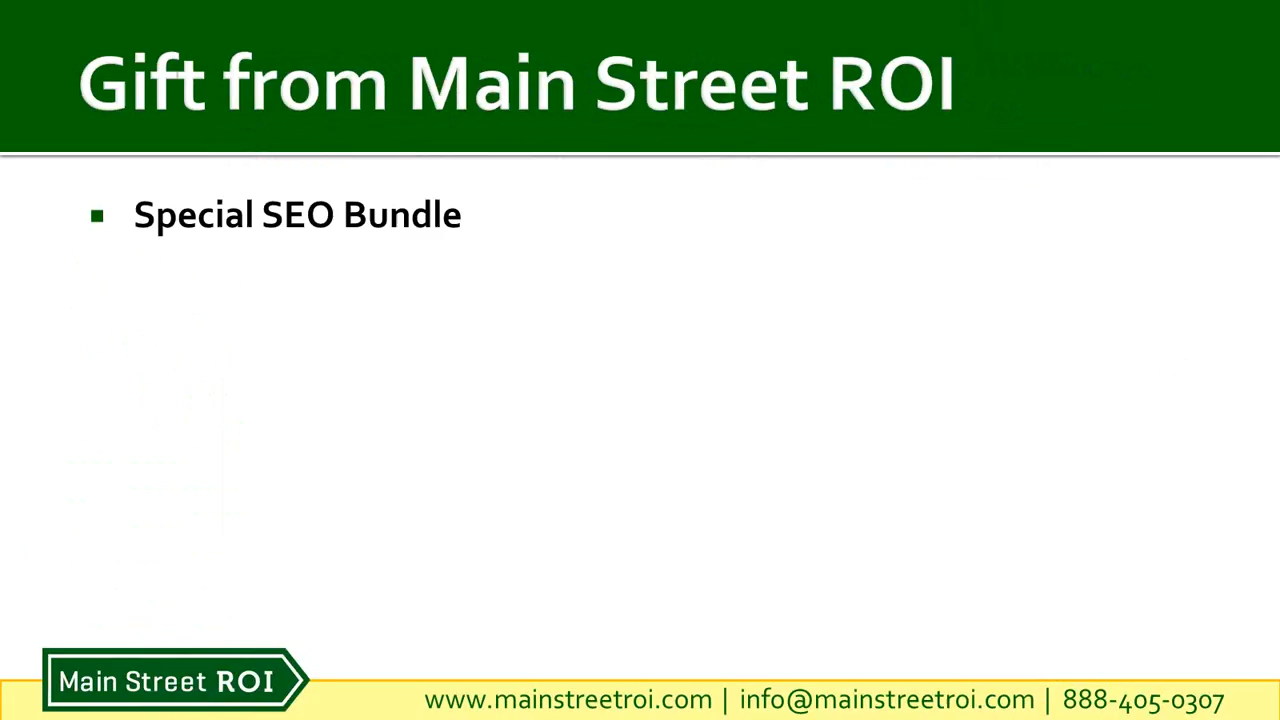 Gift from Main Street ROI
Special SEO Bundle
Main Street ROI
www.mainstreetroi.com | info@mainstreetroi.com | 888-405-0307